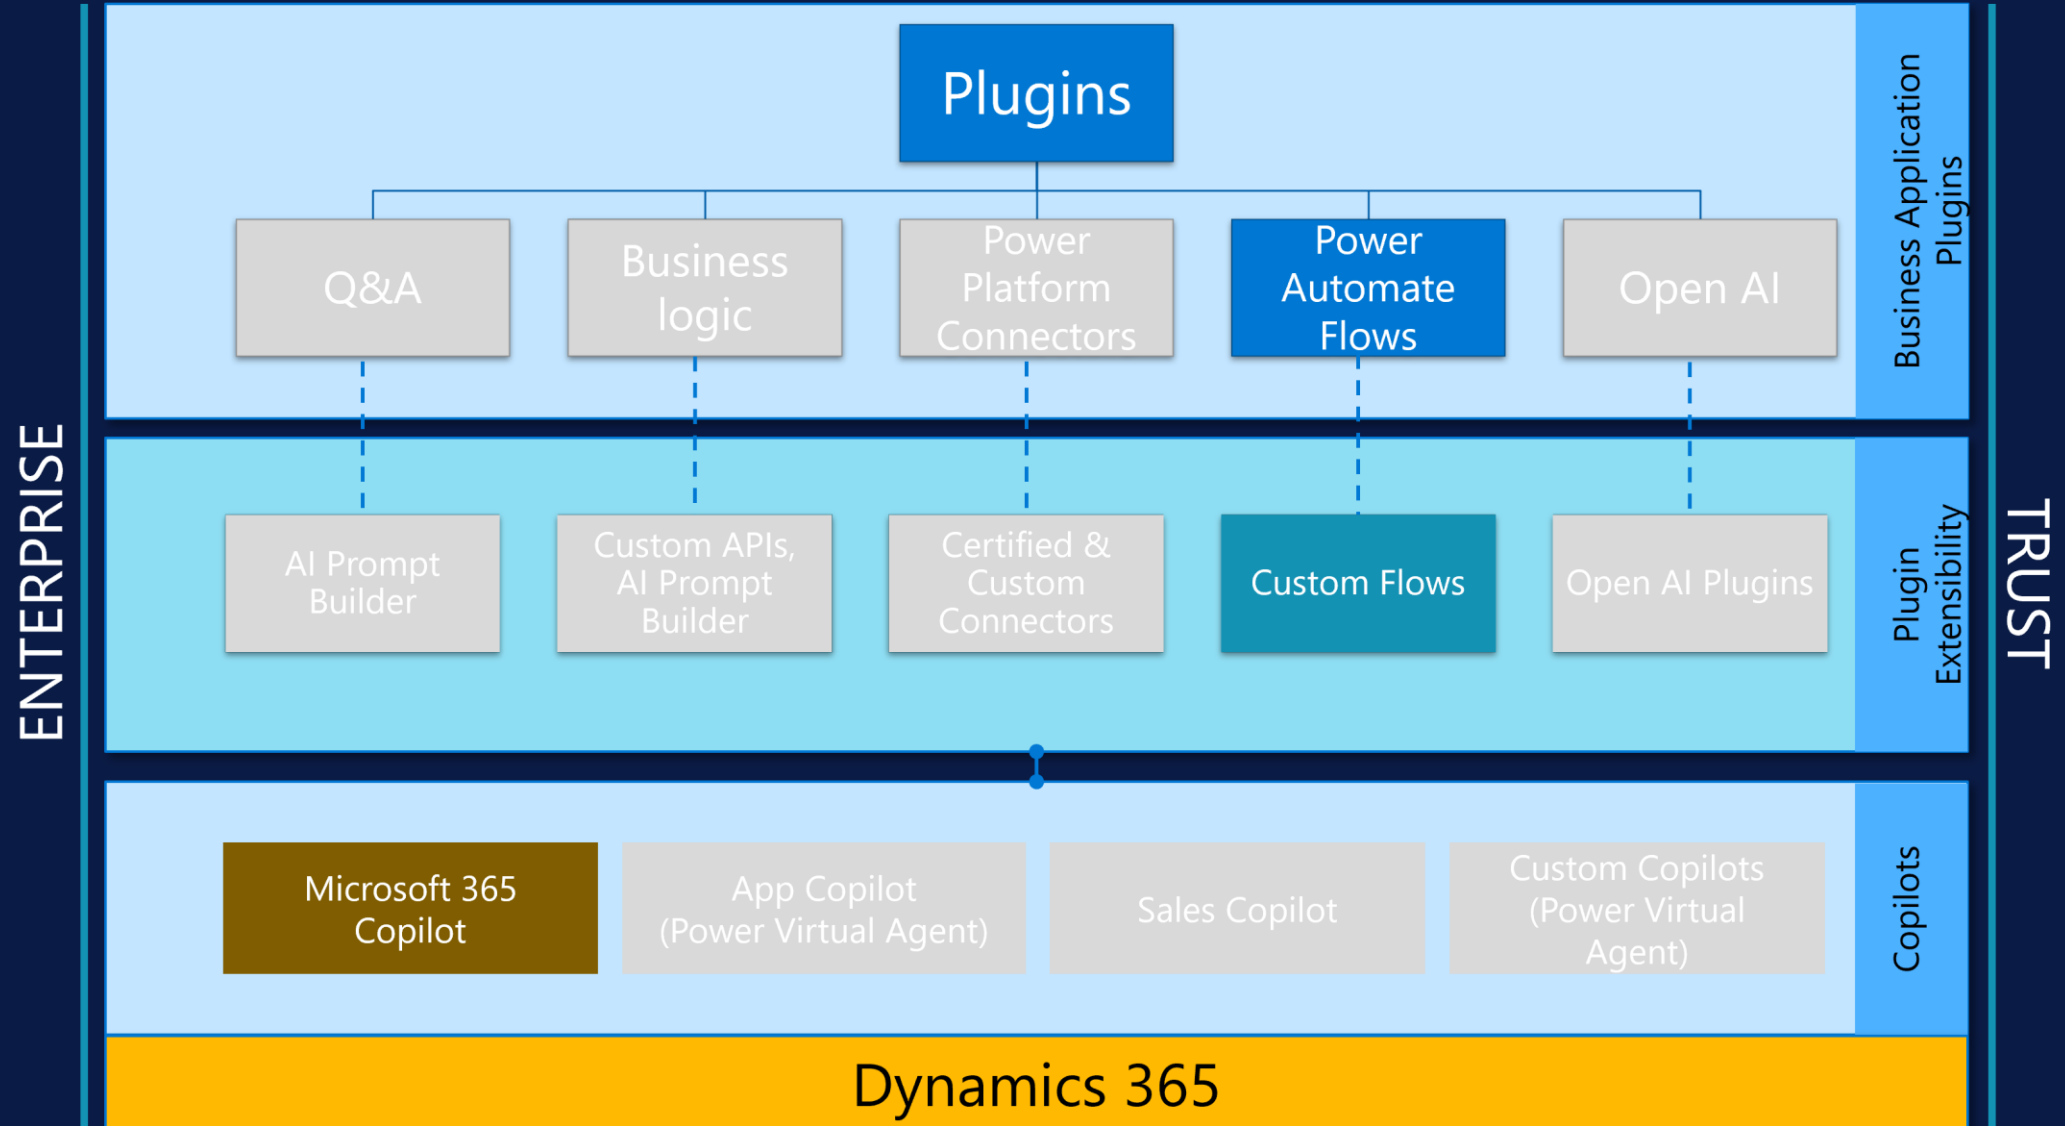 Plugins
Q&A
Business
logic
Power
Platform
Connectors
Power
Automate
Flows
Open AI
Business Application
Plugins
AI Prompt
Builder
Custom APIs,
AI Prompt
Builder
Certified &
Custom
Connectors
Custom Flows
Open AI Plugins
Plugin
Extensibility
ENTERPRISE
TRUST
Microsoft 365
Copilot
App Copilot
(Power Virtual Agent)
Sales Copilot
Custom Copilots
(Power Virtual
Agent)
Copilots
Dynamics 365